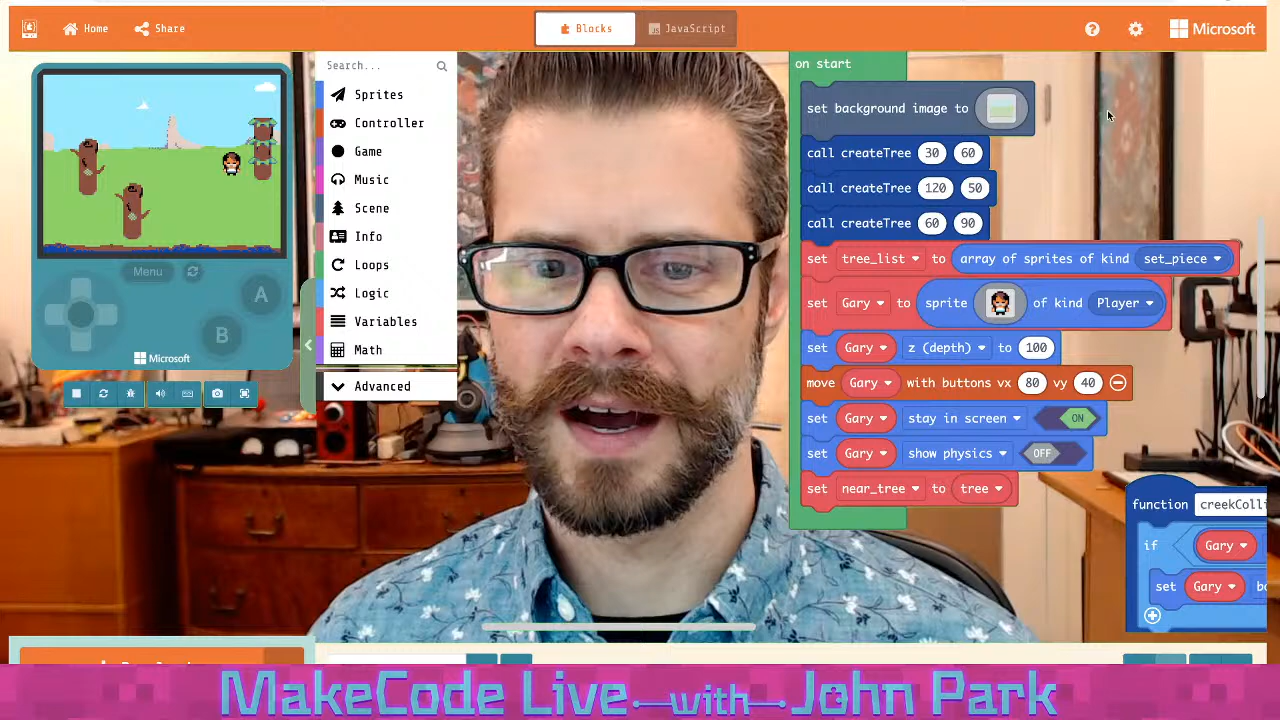 Home
Share
Blocks
JavaScript
Microsoft
Menu
A
B
Microsoft
Search...
Sprites
Controller
Game
Music
Scene
Info
Loops
Logic
Variables
Math
Advanced
on start
set background image to
call createTree 30 60
call createTree 120 50
call createTree 60 90
set tree_list to array of sprites of kind set_piece
set Gary to sprite of kind Player
set Gary z (depth) to 100
move Gary with buttons vx 80 vy 40
set Gary stay in screen ON
set Gary show physics OFF
set near_tree to tree
function creekColli
if Gary
set Gary bo
MakeCode Live with John Park